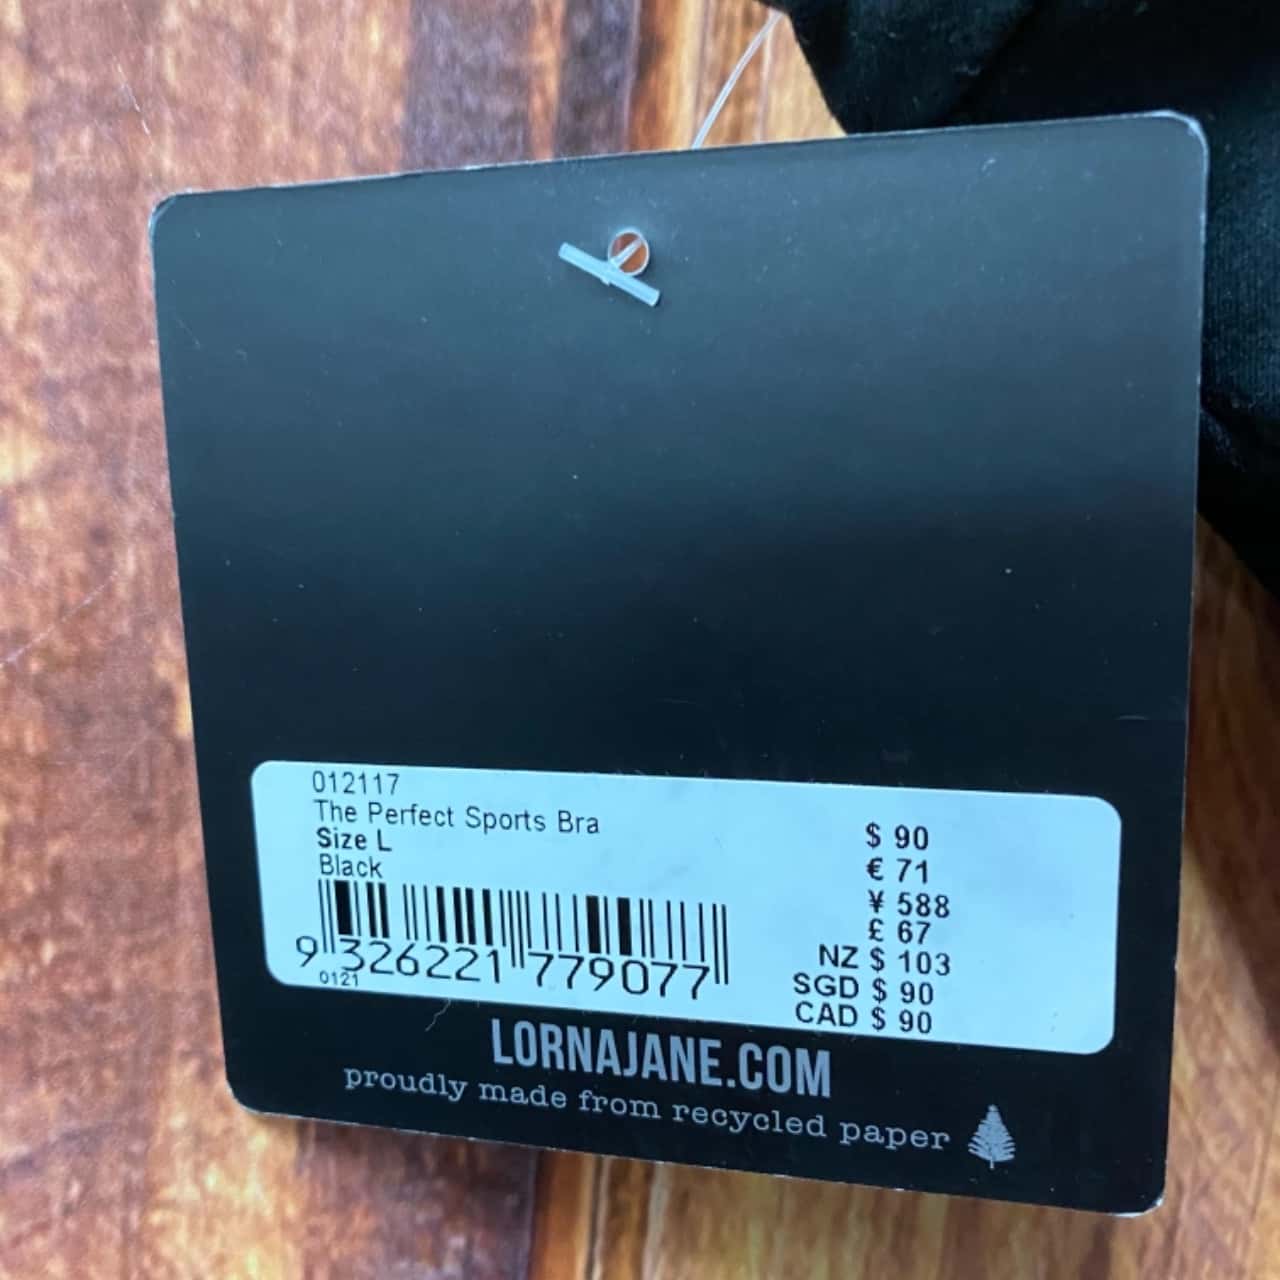 012117
The Perfect Sports Bra
Size L
Black
9 326221 779077
0121
$ 90
€ 71
¥ 588
£ 67
NZ $ 103
SGD $ 90
CAD $ 90
LORNAJANE.COM
proudly made from recycled paper